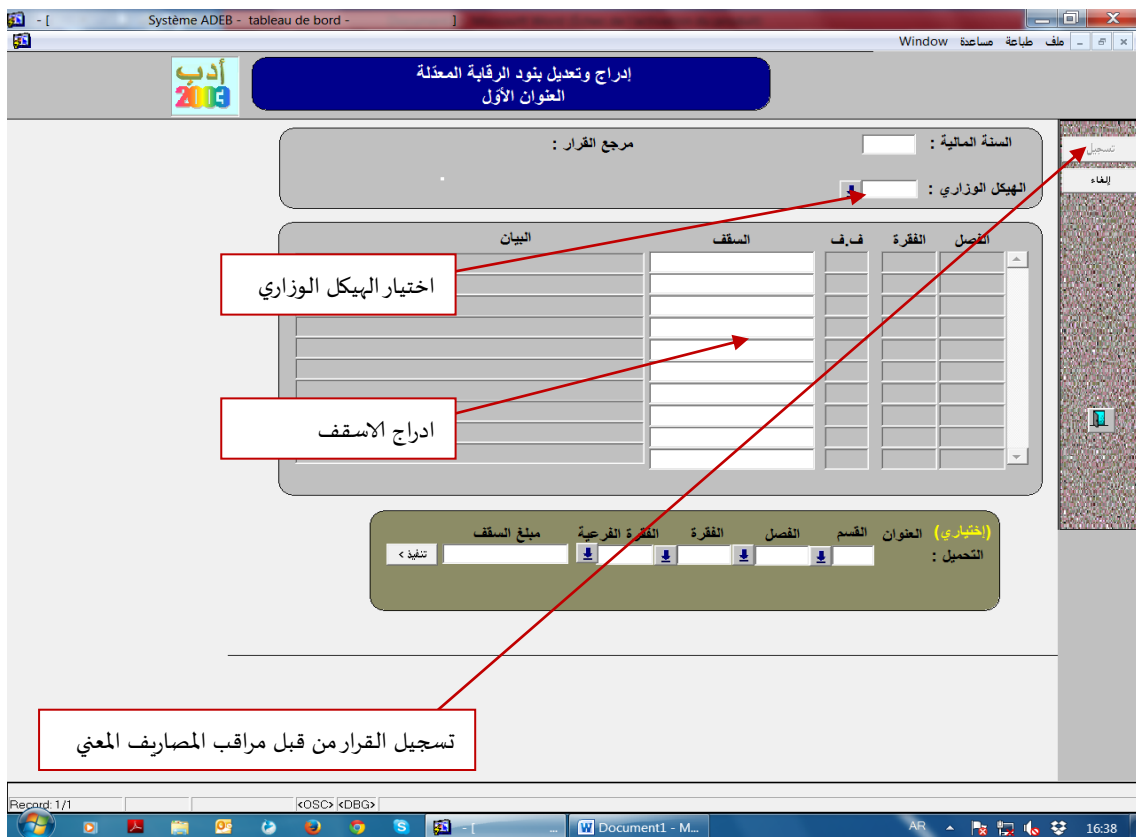 - [ Système ADEB - tableau de bord - ]
ملف طباعة مساعدة Window
أدب
2003
إدراج وتعديل بنود الرقابة المعدّلة
العنوان الأوّل
السنة المالية :
مرجع القرار :
الهيكل الوزاري :
تسجيل
إلغاء
الفصل الفقرة ف.ف السقف البيان
اختيار الهيكل الوزاري
ادراج الاسقف
(إختياري) العنوان القسم الفصل الفقرة الفقرة الفرعية مبلغ السقف
التحميل :
تنفيذ >
تسجيل القرار من قبل مراقب المصاريف المعني
Record: 1/1 <OSC> <DBG>
- [ ...
Document1 - M...
AR 16:38